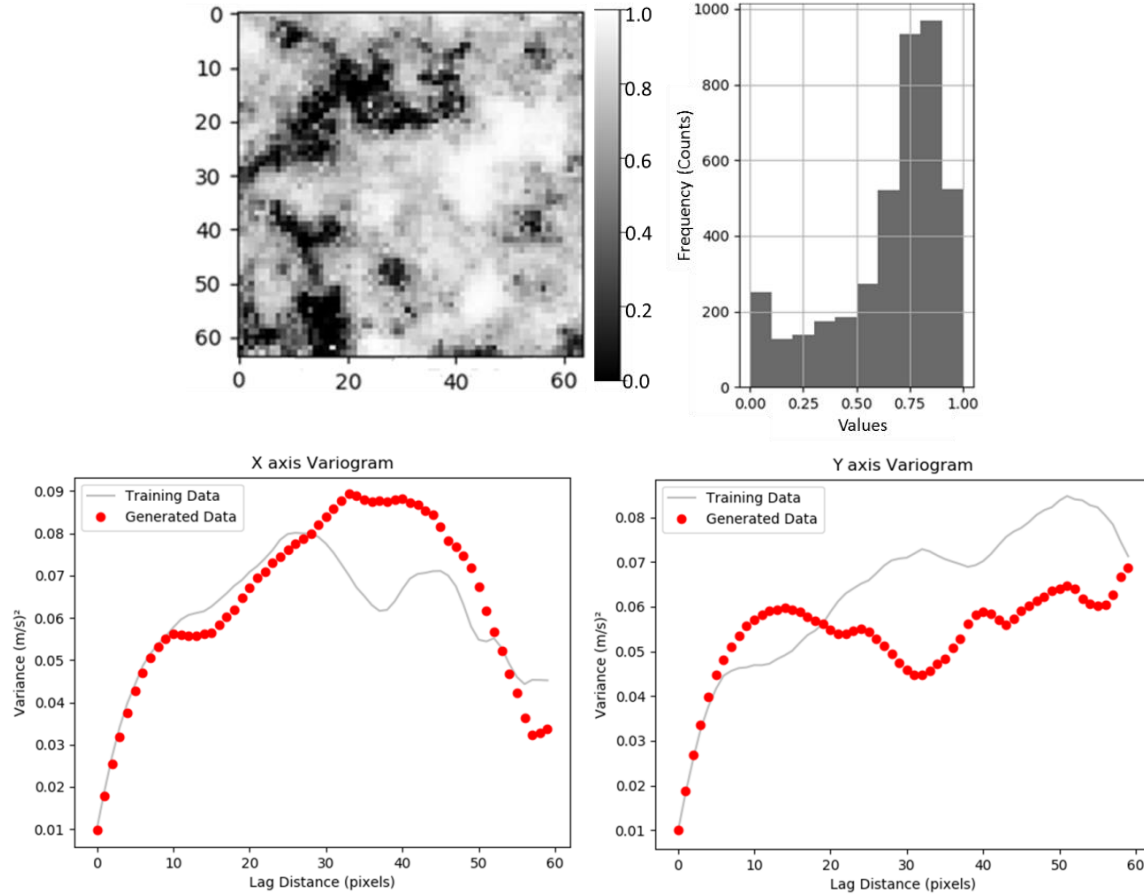 0
10
20
30
40
50
60
0 20 40 60
1.0
0.8
0.6
0.4
0.2
0.0
Frequency (Counts)
1000
800
600
400
200
0
0.00 0.25 0.50 0.75 1.00
Values
X axis Variogram
Training Data
Generated Data
Variance (m/s)²
0.09
0.08
0.07
0.06
0.05
0.04
0.03
0.02
0.01
0 10 20 30 40 50 60
Lag Distance (pixels)
Y axis Variogram
Training Data
Generated Data
Variance (m/s)²
0.08
0.07
0.06
0.05
0.04
0.03
0.02
0.01
0 10 20 30 40 50 60
Lag Distance (pixels)